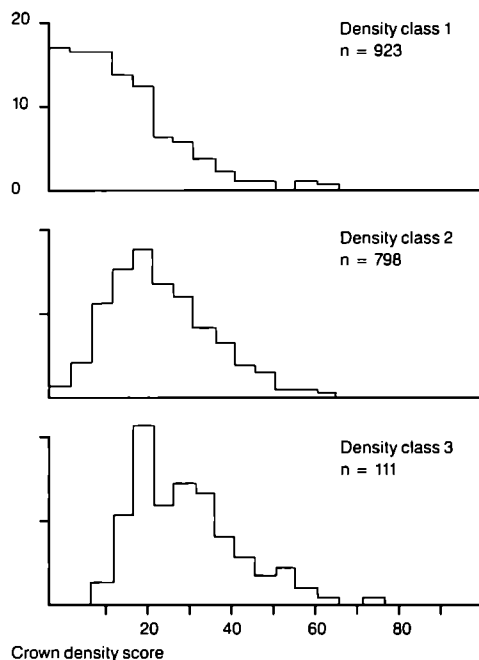 20
Density class 1
n = 923
10
0
Density class 2
n = 798
Density class 3
n = 111
20 40 60 80
Crown density score